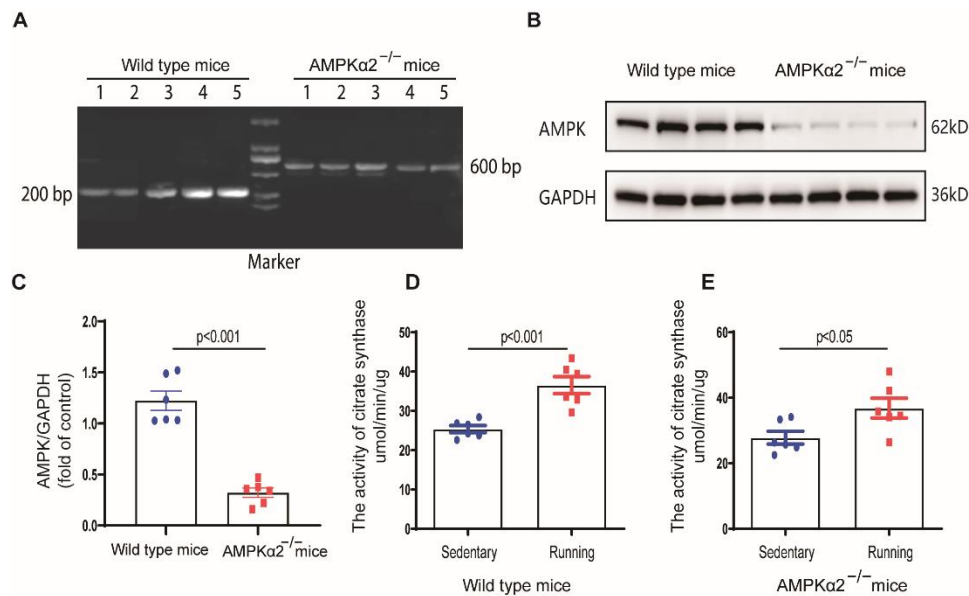 A
Wild type mice
AMPKα2−/− mice
1 2 3 4 5
1 2 3 4 5
200 bp
600 bp
Marker
B
Wild type mice
AMPKα2−/− mice
AMPK
62kD
GAPDH
36kD
C
AMPK/GAPDH
(fold of control)
2.0
1.5
1.0
0.5
0.0
p<0.001
Wild type mice
AMPKα2−/− mice
D
The activity of citrate synthase
umol/min/ug
50
40
30
20
10
0
p<0.001
Sedentary
Running
Wild type mice
E
The activity of citrate synthase
umol/min/ug
60
40
20
0
p<0.05
Sedentary
Running
AMPKα2−/− mice